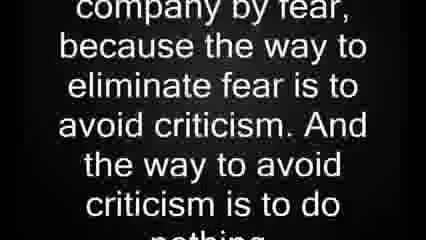 company by fear,
because the way to
eliminate fear is to
avoid criticism. And
the way to avoid
criticism is to do
nothing